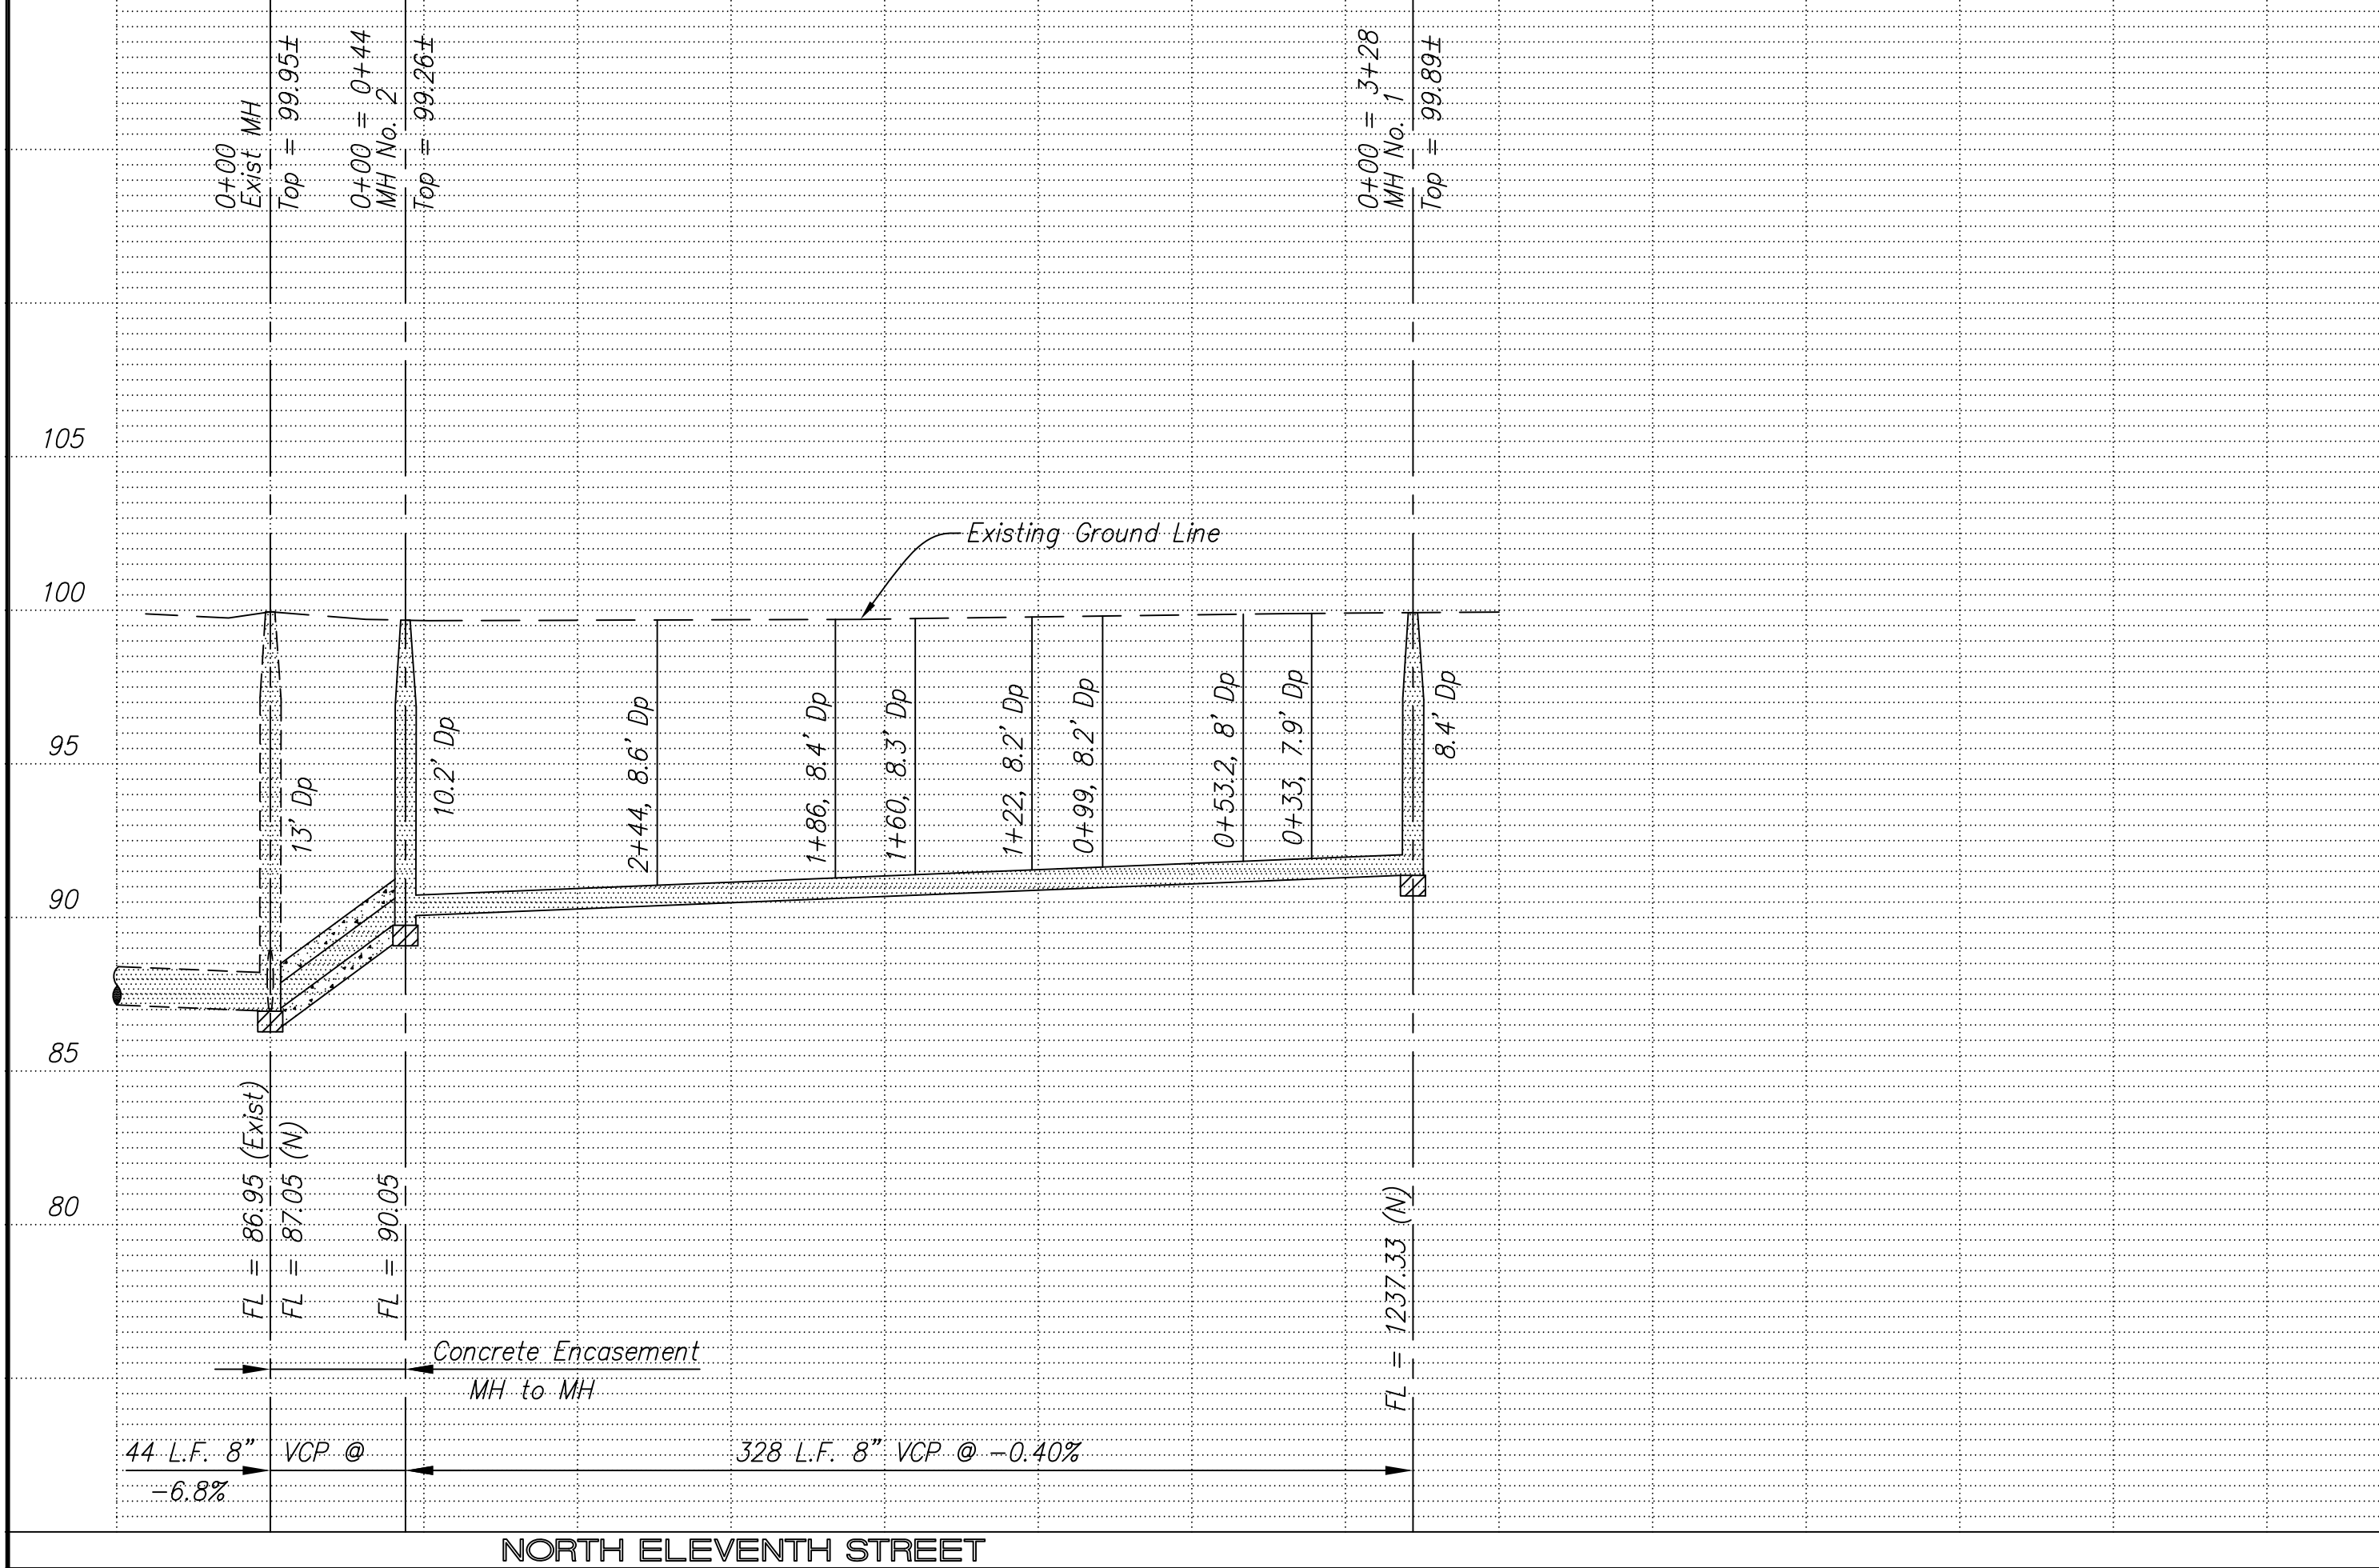 0+00
Exist MH
Top = 99.95±
0+00 = 0+44
MH No. 2
Top = 99.26±
0+00 = 3+28
MH No. 1
Top = 99.89±
105
100
95
90
85
80
Existing Ground Line
13' Dp
10.2' Dp
2+44, 8.6' Dp
1+86, 8.4' Dp
1+60, 8.3' Dp
1+22, 8.2' Dp
0+99, 8.2' Dp
0+53.2, 8' Dp
0+33, 7.9' Dp
8.4' Dp
FL = 86.95 (Exist)
FL = 87.05 (N)
FL = 90.05
FL = 1237.33 (N)
Concrete Encasement
MH to MH
44 L.F. 8" VCP @
-6.8%
328 L.F. 8" VCP @ -0.40%
NORTH ELEVENTH STREET